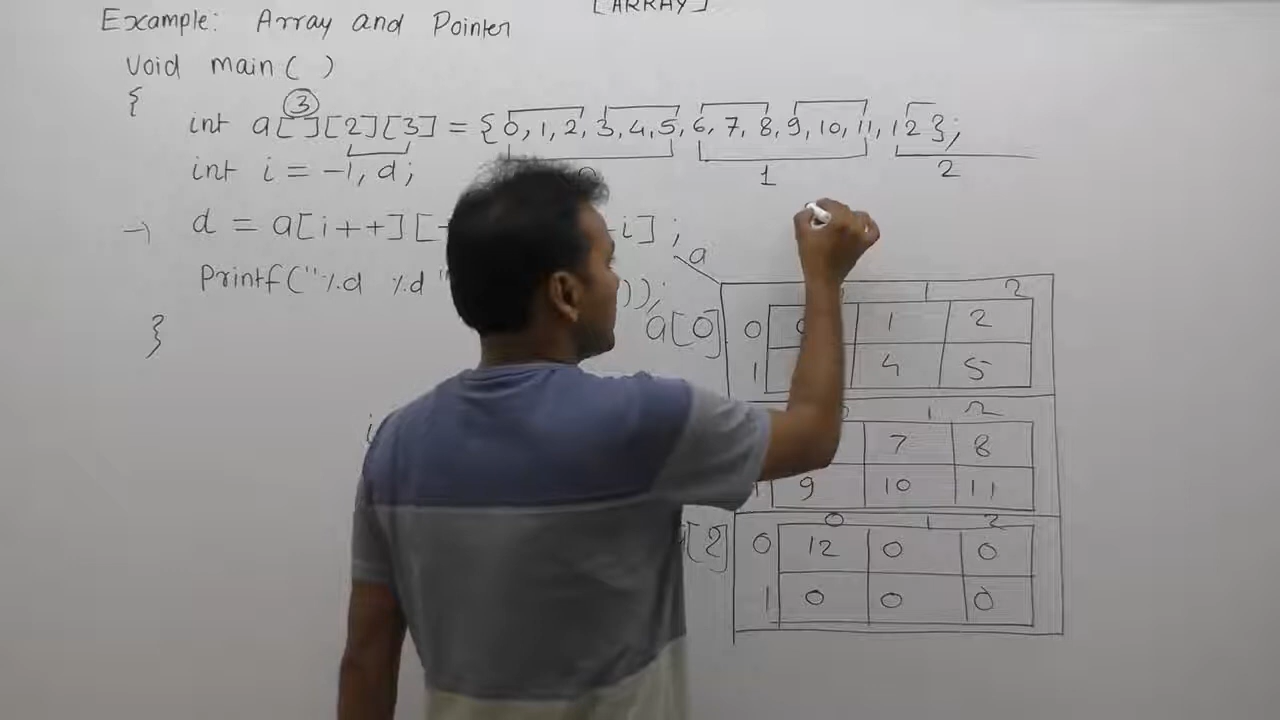 [ARRAY]
Example: Array and Pointer
Void main( )
{
3
int a[ ][2][3] = {0, 1, 2, 3, 4, 5, 6, 7, 8, 9, 10, 11, 12};
int i = -1, d;
1
2
→ d = a[i++][ i];
a
Printf("%d %d" ));
}
1 2
a[0] 0 1 2
1 4 5
1 2
7 8
1 9 10 11
0 1 2
[2] 0 12 0 0
1 0 0 0